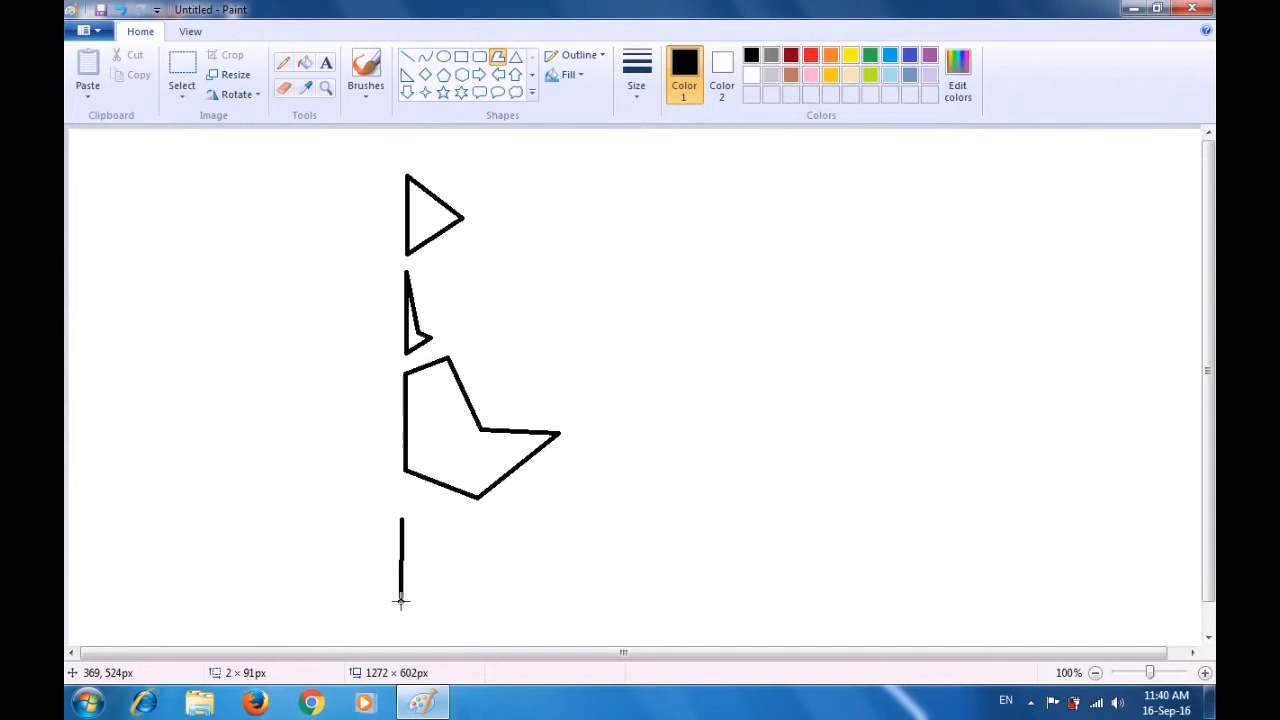 Untitled - Paint
Home View
Paste
Cut
Copy
Clipboard
Select
Crop
Resize
Rotate
Image
A
Tools
Brushes
Shapes
Outline
Fill
Size
Color 1
Color 2
Edit colors
Colors
369, 524px
2 × 91px
1272 × 602px
100%
EN
11:40 AM
16-Sep-16